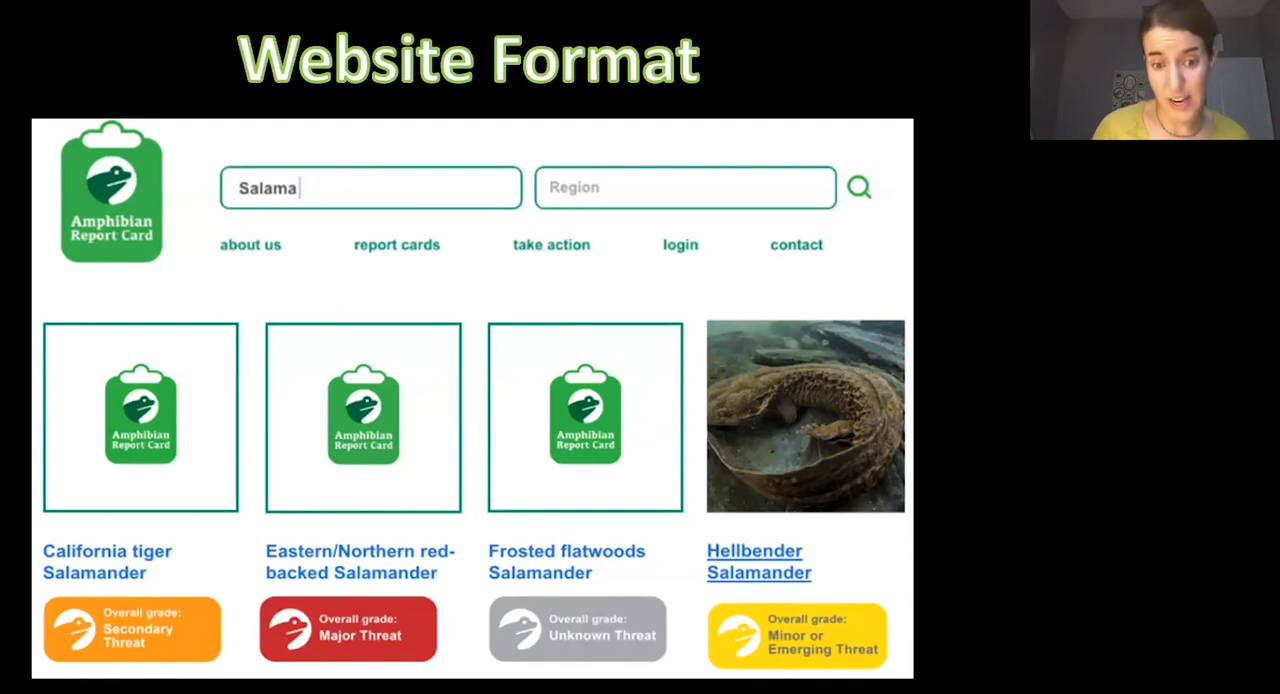 Website Format
Amphibian
Report Card
Salama
Region
about us
report cards
take action
login
contact
Amphibian
Report Card
Amphibian
Report Card
Amphibian
Report Card
California tiger
Salamander
Eastern/Northern red-
backed Salamander
Frosted flatwoods
Salamander
Hellbender
Salamander
Overall grade:
Secondary
Threat
Overall grade:
Major Threat
Overall grade:
Unknown Threat
Overall grade:
Minor or
Emerging Threat